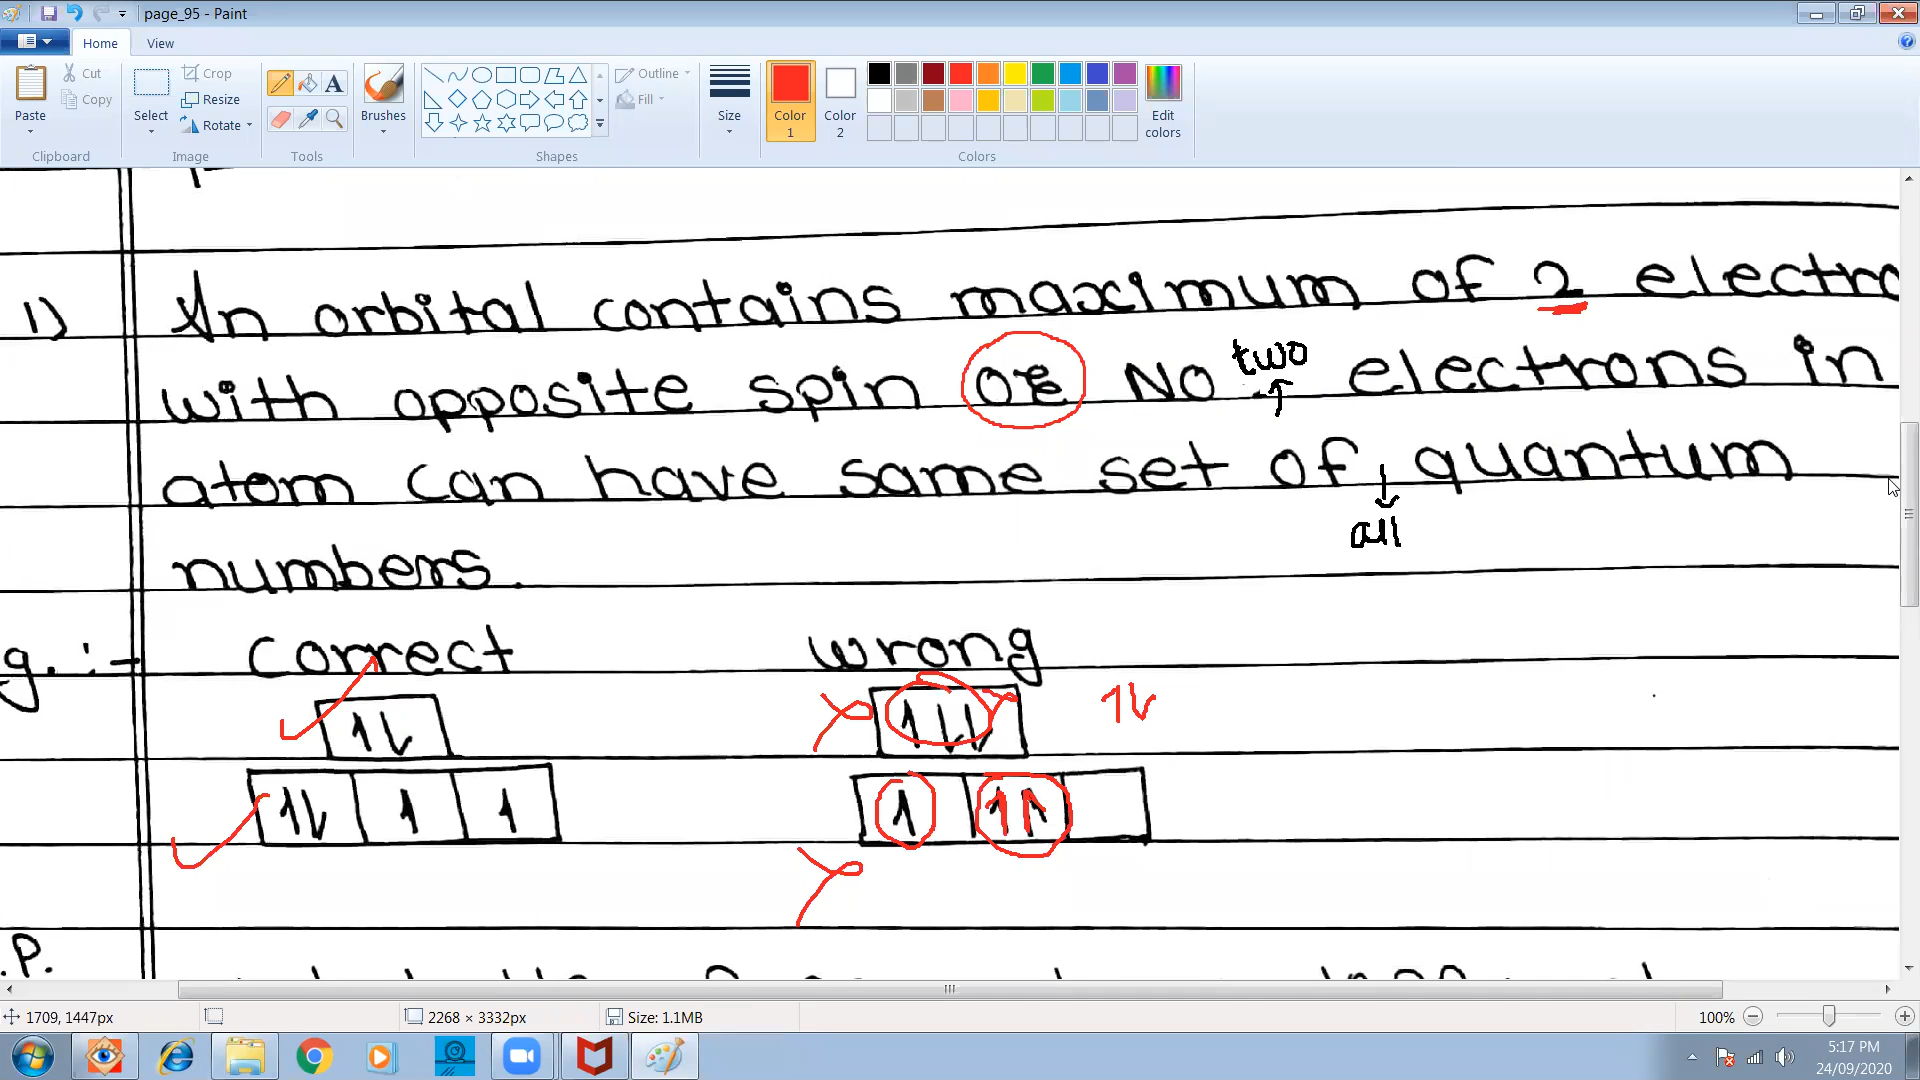 page_95 - Paint
Home View
Cut
Copy
Paste
Clipboard
Crop
Resize
Rotate
Select
Image
Tools
Brushes
Shapes
Outline
Fill
Size
Color 1
Color 2
Edit colors
Colors
1) An orbital contains maximum of 2 electro
with opposite spin or No two electrons in
atom can have same set of all quantum
numbers.
g. :- correct wrong
.P.
1709, 1447px
2268 × 3332px
Size: 1.1MB
100%
5:17 PM
24/09/2020